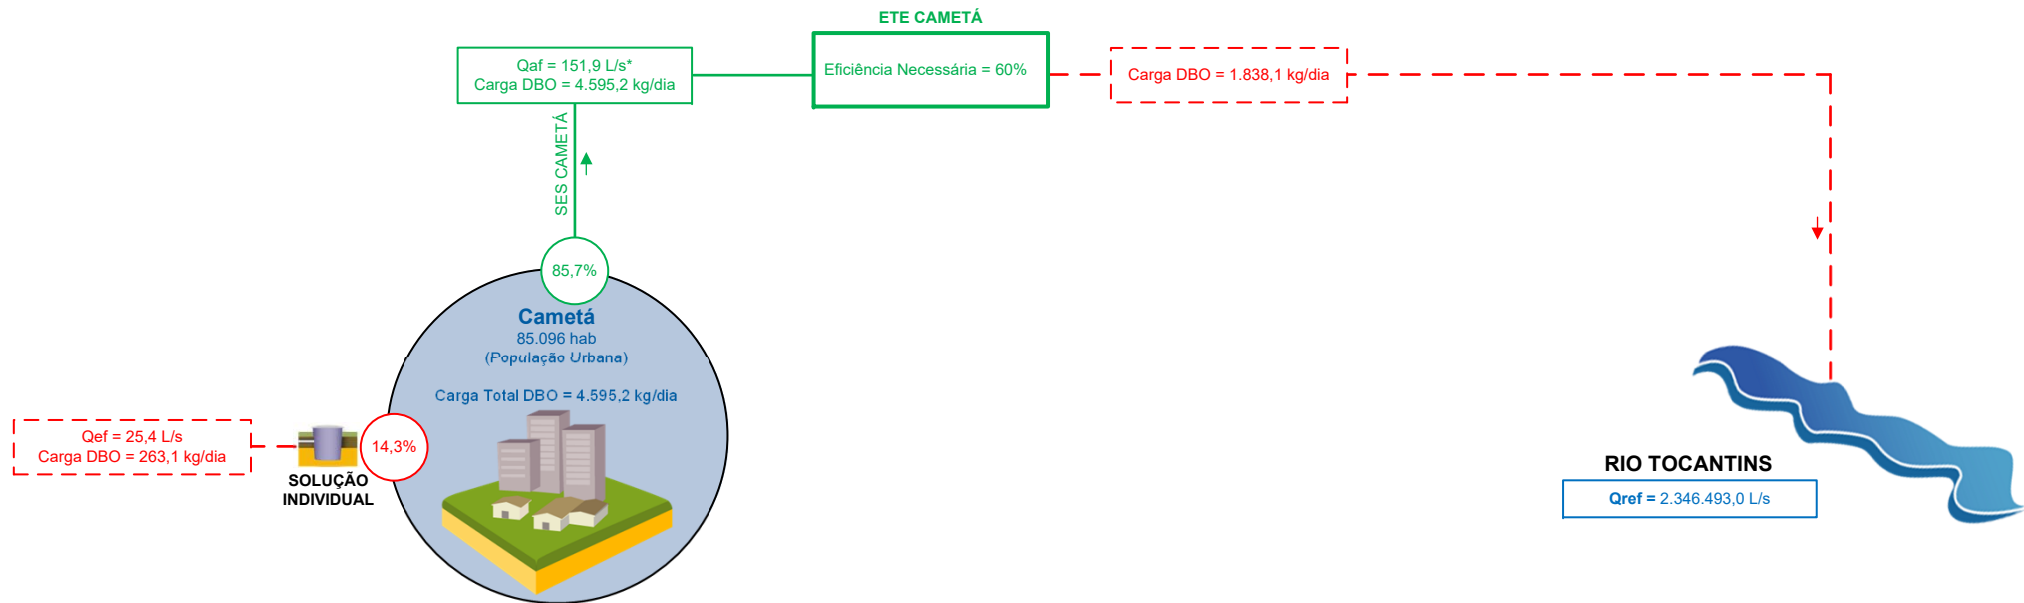 ETE CAMETÁ
Qaf = 151,9 L/s*
Carga DBO = 4.595,2 kg/dia
Eficiência Necessária = 60%
Carga DBO = 1.838,1 kg/dia
SES CAMETÁ
85,7%
Cametá
85.096 hab
(População Urbana)
Carga Total DBO = 4.595,2 kg/dia
Qef = 25,4 L/s
Carga DBO = 263,1 kg/dia
14,3%
SOLUÇÃO
INDIVIDUAL
RIO TOCANTINS
Qref = 2.346.493,0 L/s